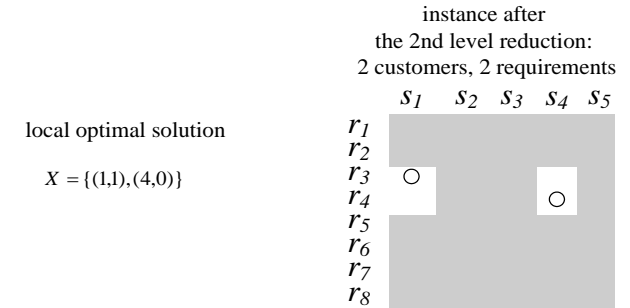 instance after
the 2nd level reduction:
2 customers, 2 requirements
s1 s2 s3 s4 s5
local optimal solution
X = {(1,1),(4,0)}
r1
r2
r3
r4
r5
r6
r7
r8